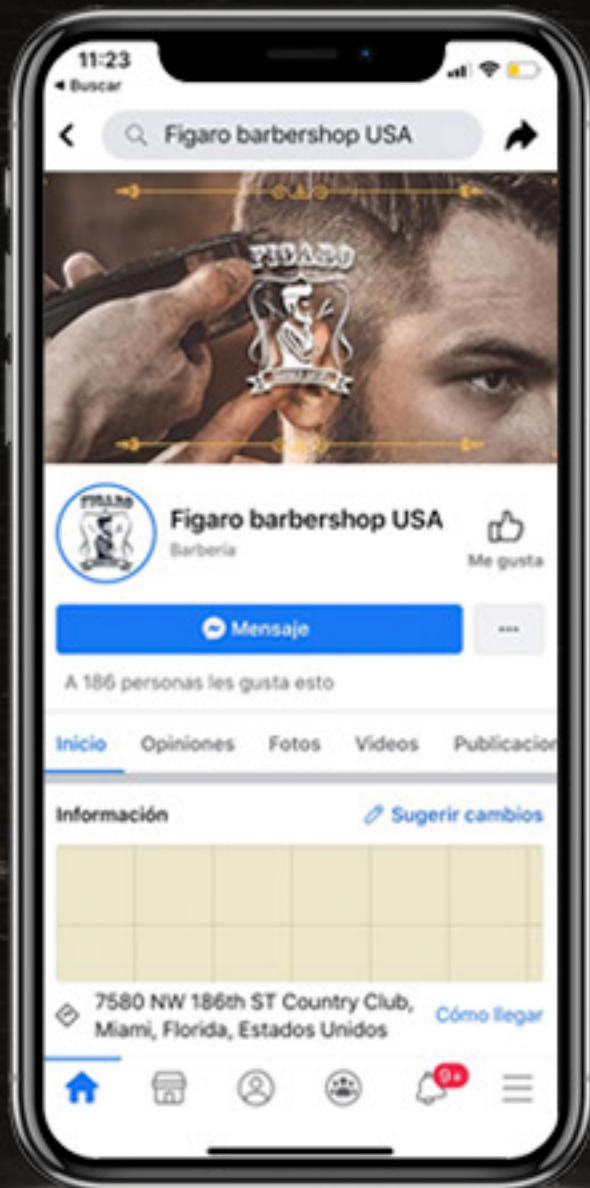 11:23
◀ Buscar
Figaro barbershop USA
FIGARO
FIGARO
Figaro barbershop USA
Barbería
Me gusta
Mensaje
A 186 personas les gusta esto
Inicio Opiniones Fotos Videos Publicacion
Información
Sugerir cambios
7580 NW 186th ST Country Club,
Miami, Florida, Estados Unidos
Cómo llegar
9+